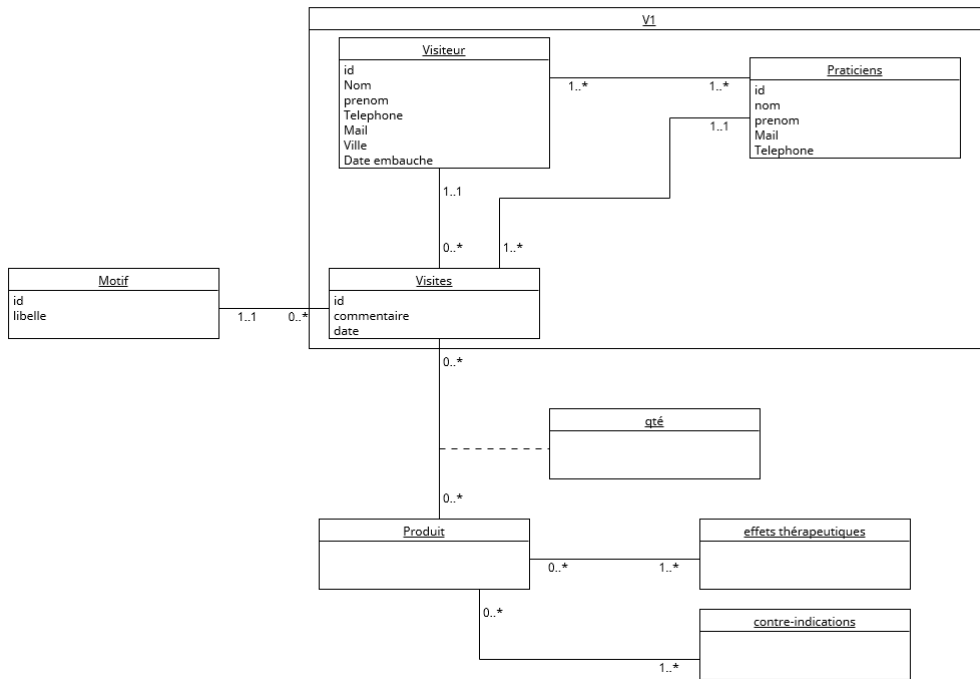 V1
Visiteur
id
Nom
prenom
Telephone
Mail
Ville
Date embauche
1..*
1..*
Praticiens
id
nom
prenom
Mail
Telephone
1..1
1..1
0..*
1..*
Motif
id
libelle
1..1
0..*
Visites
id
commentaire
date
0..*
qté
0..*
Produit
0..*
1..*
effets thérapeutiques
0..*
1..*
contre-indications